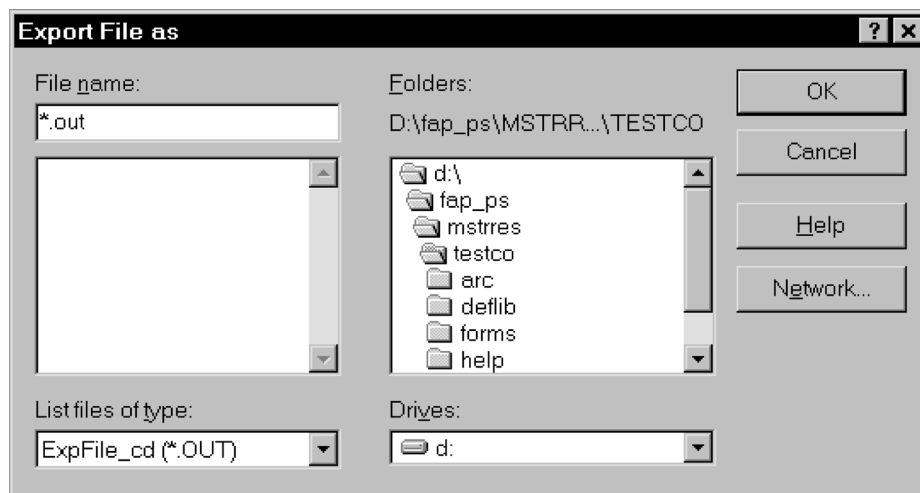 Export File as
File name:
*.out
Folders:
D:\fap_ps\MSTRR...\TESTCO
d:\
fap_ps
mstrres
testco
arc
deflib
forms
help
List files of type:
ExpFile_cd (*.OUT)
Drives:
d:
OK
Cancel
Help
Network...